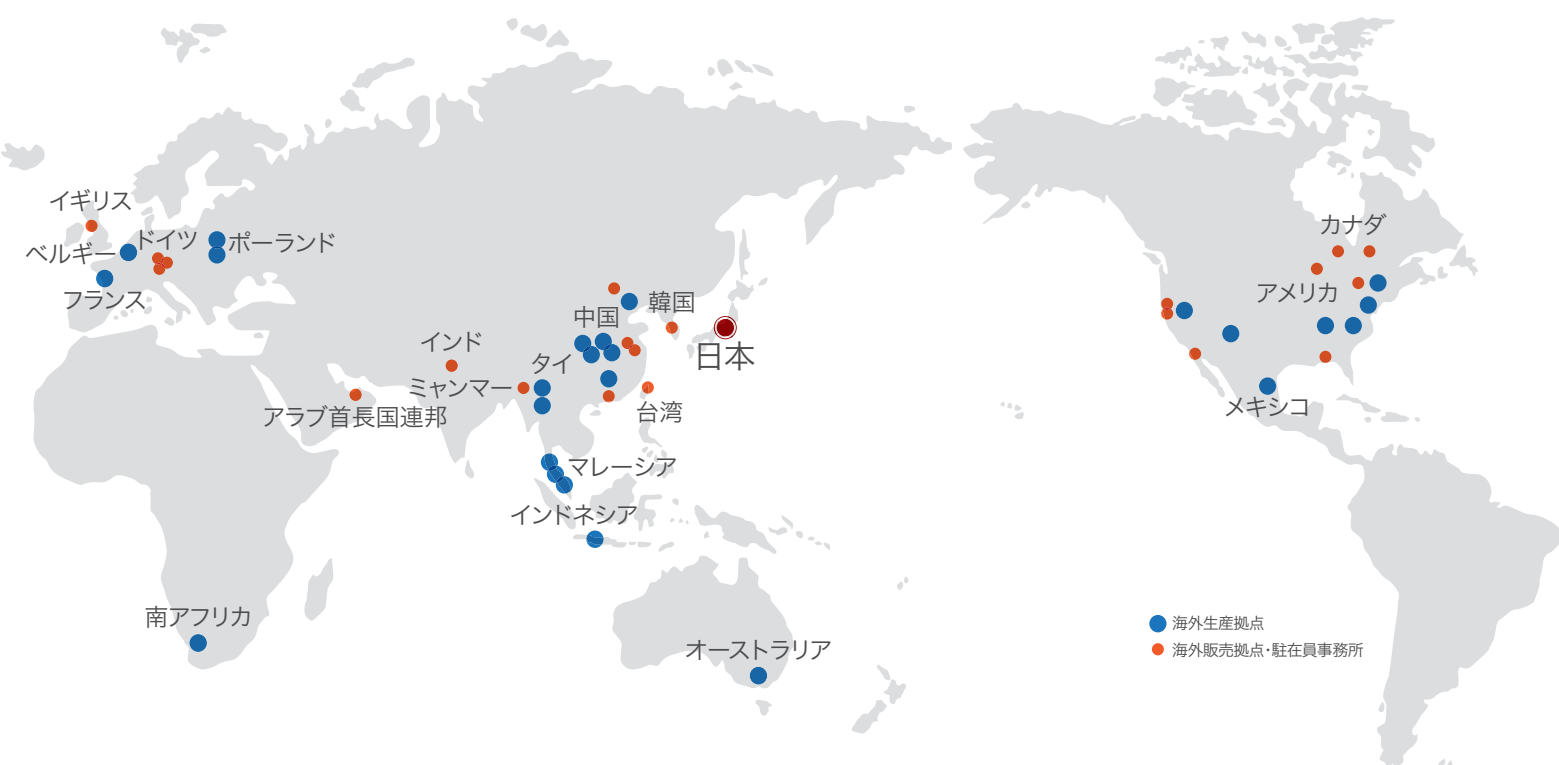 イギリス
ベルギー
ドイツ
ポーランド
フランス
カナダ
アメリカ
メキシコ
韓国
中国
日本
インド
タイ
ミャンマー
アラブ首長国連邦
台湾
マレーシア
インドネシア
南アフリカ
オーストラリア
海外生産拠点
海外販売拠点・駐在員事務所